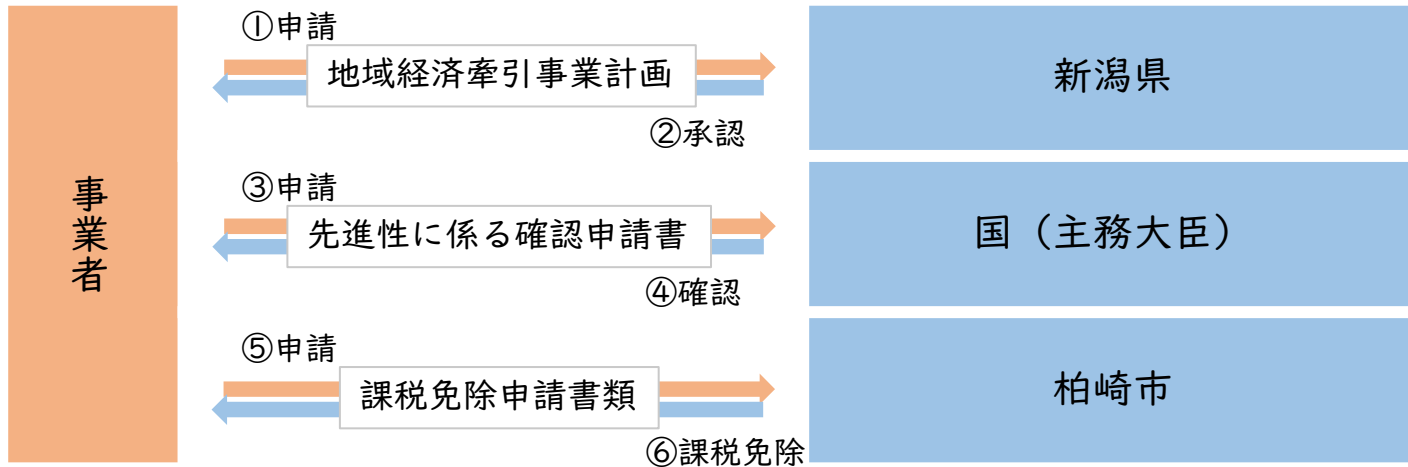 事業者
①申請
地域経済牽引事業計画
②承認
新潟県
③申請
先進性に係る確認申請書
④確認
国（主務大臣）
⑤申請
課税免除申請書類
⑥課税免除
柏崎市